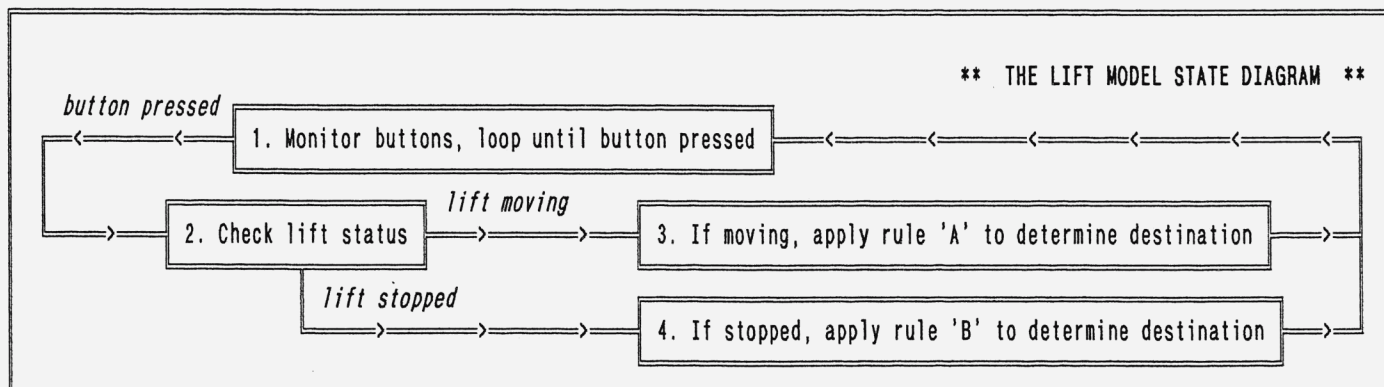 ** THE LIFT MODEL STATE DIAGRAM **
button pressed
1. Monitor buttons, loop until button pressed
lift moving
2. Check lift status
3. If moving, apply rule 'A' to determine destination
lift stopped
4. If stopped, apply rule 'B' to determine destination